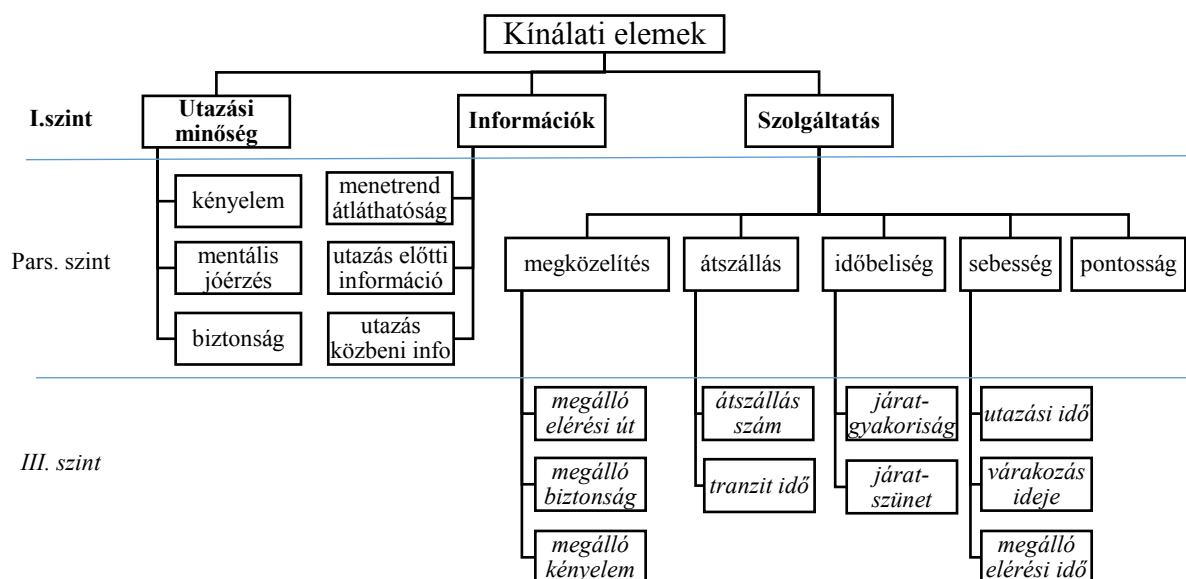 Kínálati elemek
I.szint
Utazási
minőség
Információk
Szolgáltatás
Pars. szint
kényelem
mentális
jóérzés
biztonság
menetrend
átláthatóság
utazás előtti
információ
utazás
közbeni info
megközelítés
átszállás
időbeliség
sebesség
pontosság
III. szint
megálló
elérési út
megálló
biztonság
megálló
kényelem
átszállás
szám
tranzit idő
járat-
gyakoriság
járat-
szünet
utazási idő
várakozás
ideje
megálló
elérési idő